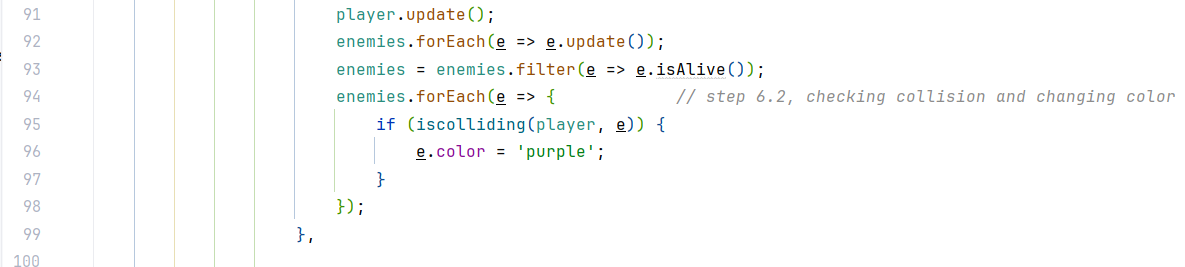 91 player.update();
92 enemies.forEach(e => e.update());
93 enemies = enemies.filter(e => e.isAlive());
94 enemies.forEach(e => { // step 6.2, checking collision and changing color
95 if (iscolliding(player, e)) {
96 e.color = 'purple';
97 }
98 });
99 },
100